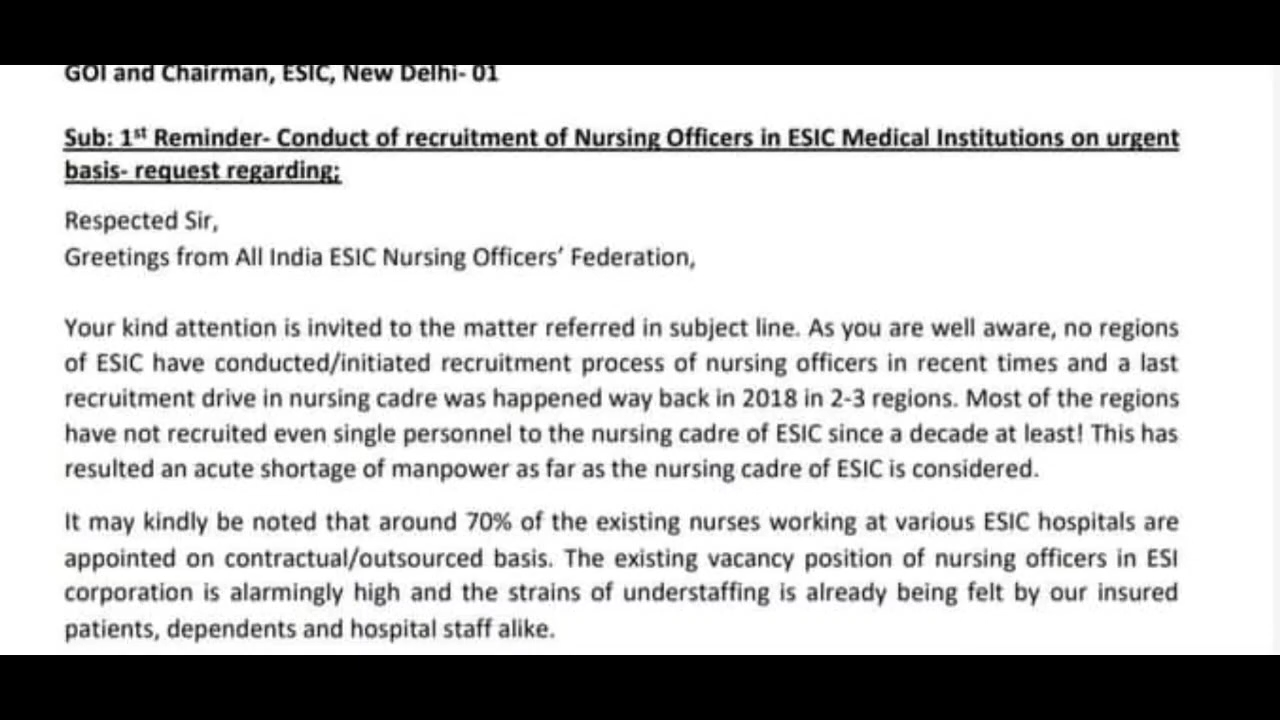 GOI and Chairman, ESIC, New Delhi- 01
Sub: 1st Reminder- Conduct of recruitment of Nursing Officers in ESIC Medical Institutions on urgent
basis- request regarding;
Respected Sir,
Greetings from All India ESIC Nursing Officers’ Federation,
Your kind attention is invited to the matter referred in subject line. As you are well aware, no regions
of ESIC have conducted/initiated recruitment process of nursing officers in recent times and a last
recruitment drive in nursing cadre was happened way back in 2018 in 2-3 regions. Most of the regions
have not recruited even single personnel to the nursing cadre of ESIC since a decade at least! This has
resulted an acute shortage of manpower as far as the nursing cadre of ESIC is considered.
It may kindly be noted that around 70% of the existing nurses working at various ESIC hospitals are
appointed on contractual/outsourced basis. The existing vacancy position of nursing officers in ESI
corporation is alarmingly high and the strains of understaffing is already being felt by our insured
patients, dependents and hospital staff alike.